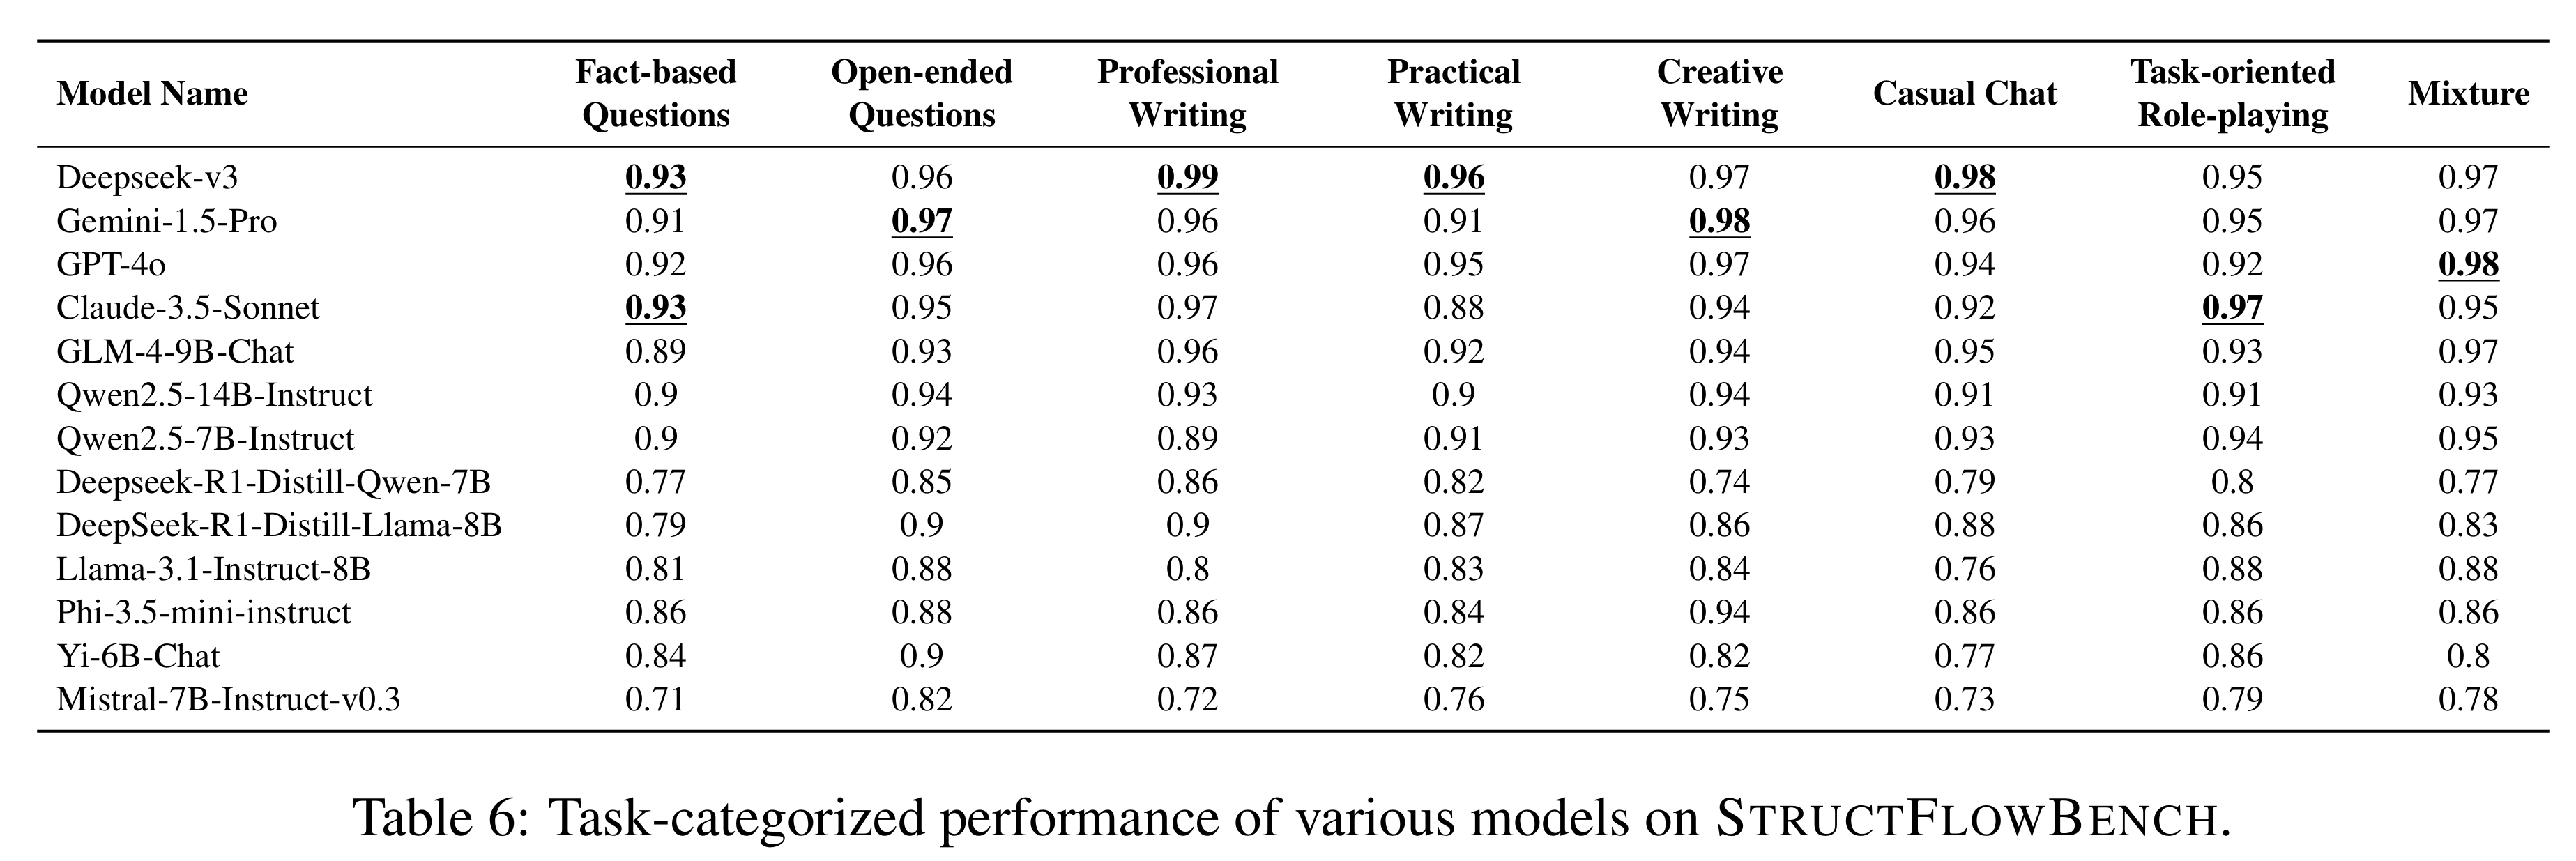 Model Name Fact-based Questions Open-ended Questions Professional Writing Practical Writing Creative Writing Casual Chat Task-oriented Role-playing Mixture
Deepseek-v3 0.93 0.96 0.99 0.96 0.97 0.98 0.95 0.97
Gemini-1.5-Pro 0.91 0.97 0.96 0.91 0.98 0.96 0.95 0.97
GPT-4o 0.92 0.96 0.96 0.95 0.97 0.94 0.92 0.98
Claude-3.5-Sonnet 0.93 0.95 0.97 0.88 0.94 0.92 0.97 0.95
GLM-4-9B-Chat 0.89 0.93 0.96 0.92 0.94 0.95 0.93 0.97
Qwen2.5-14B-Instruct 0.9 0.94 0.93 0.9 0.94 0.91 0.91 0.93
Qwen2.5-7B-Instruct 0.9 0.92 0.89 0.91 0.93 0.93 0.94 0.95
Deepseek-R1-Distill-Qwen-7B 0.77 0.85 0.86 0.82 0.74 0.79 0.8 0.77
DeepSeek-R1-Distill-Llama-8B 0.79 0.9 0.9 0.87 0.86 0.88 0.86 0.83
Llama-3.1-Instruct-8B 0.81 0.88 0.8 0.83 0.84 0.76 0.88 0.88
Phi-3.5-mini-instruct 0.86 0.88 0.86 0.84 0.94 0.86 0.86 0.86
Yi-6B-Chat 0.84 0.9 0.87 0.82 0.82 0.77 0.86 0.8
Mistral-7B-Instruct-v0.3 0.71 0.82 0.72 0.76 0.75 0.73 0.79 0.78
Table 6: Task-categorized performance of various models on STRUCTFLOWBENCH.